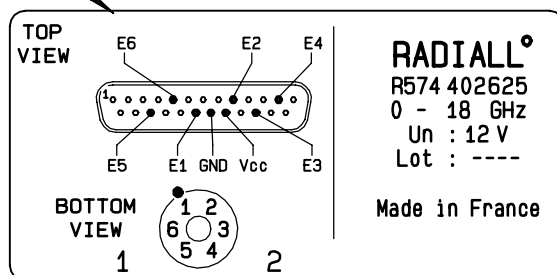 TOP
VIEW
E6 E2 E4
1
E5 E1 GND Vcc E3
BOTTOM
VIEW
1 2
6 3
5 4
1 2
RADIALL°
R574 402625
0 - 18 GHz
Un : 12 V
Lot : ----
Made in France